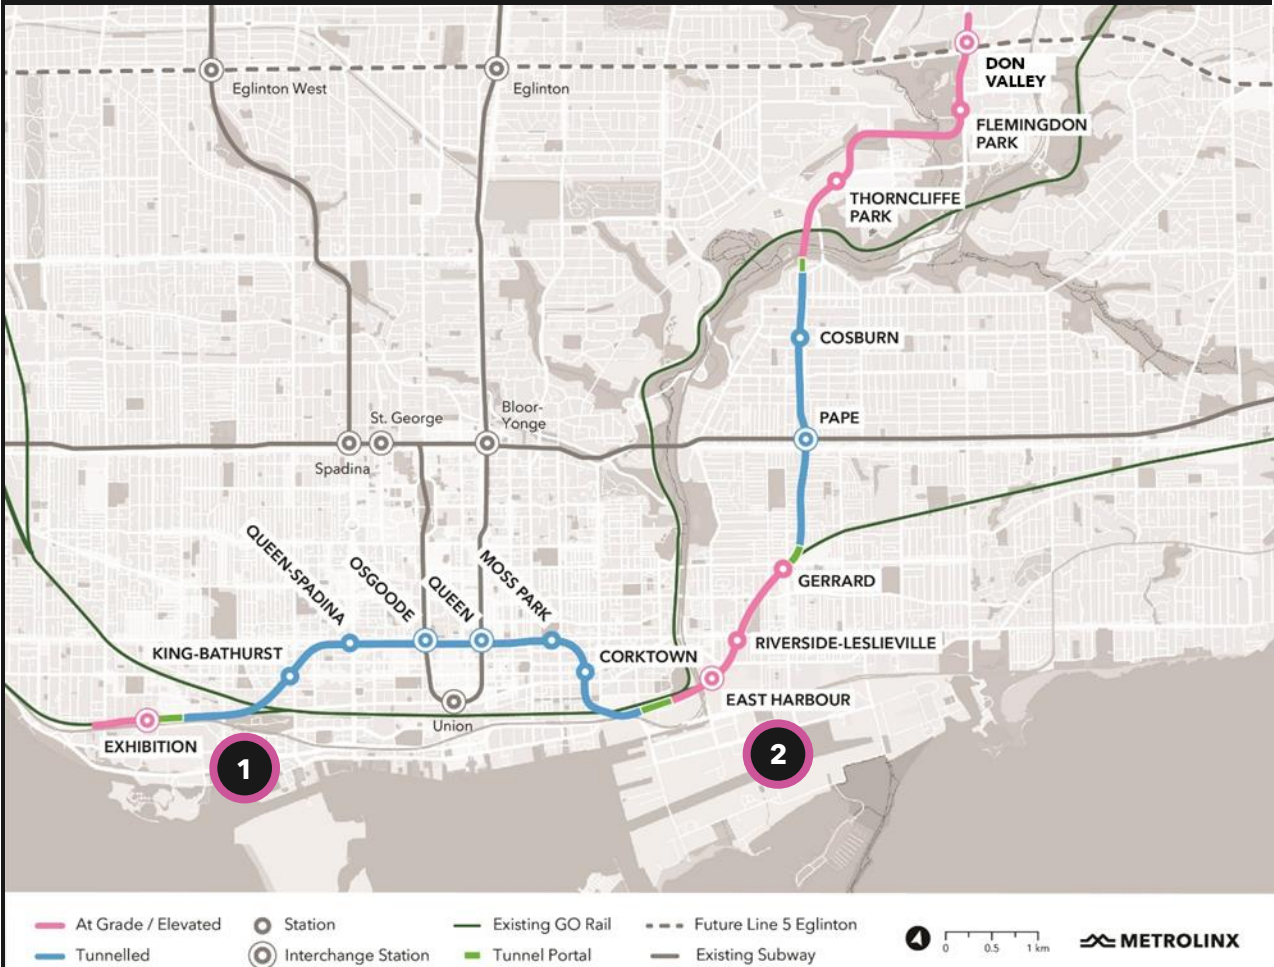 DON
VALLEY
Eglinton West
Eglinton
FLEMINGDON
PARK
THORNCLIFFE
PARK
COSBURN
Bloor-
Yonge
St. George
PAPE
Spadina
QUEEN-SPADINA
OSGOODE
QUEEN
MOSS PARK
GERRARD
KING-BATHURST
CORKTOWN
RIVERSIDE-LESLIEVILLE
EAST HARBOUR
Union
EXHIBITION
1
2
At Grade / Elevated
Station
Existing GO Rail
Future Line 5 Eglinton
Tunnelled
Interchange Station
Tunnel Portal
Existing Subway
0 0.5 1 km
METROLINX